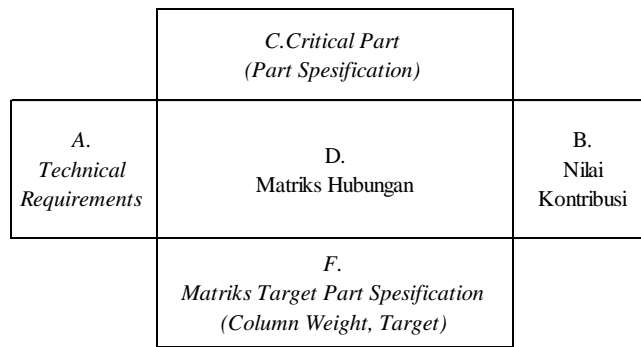 C.Critical Part
(Part Spesification)
A.
Technical
Requirements
D.
Matriks Hubungan
B.
Nilai
Kontribusi
F.
Matriks Target Part Spesification
(Column Weight, Target)